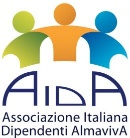 AIDA
Associazione Italiana
Dipendenti AlmavivA